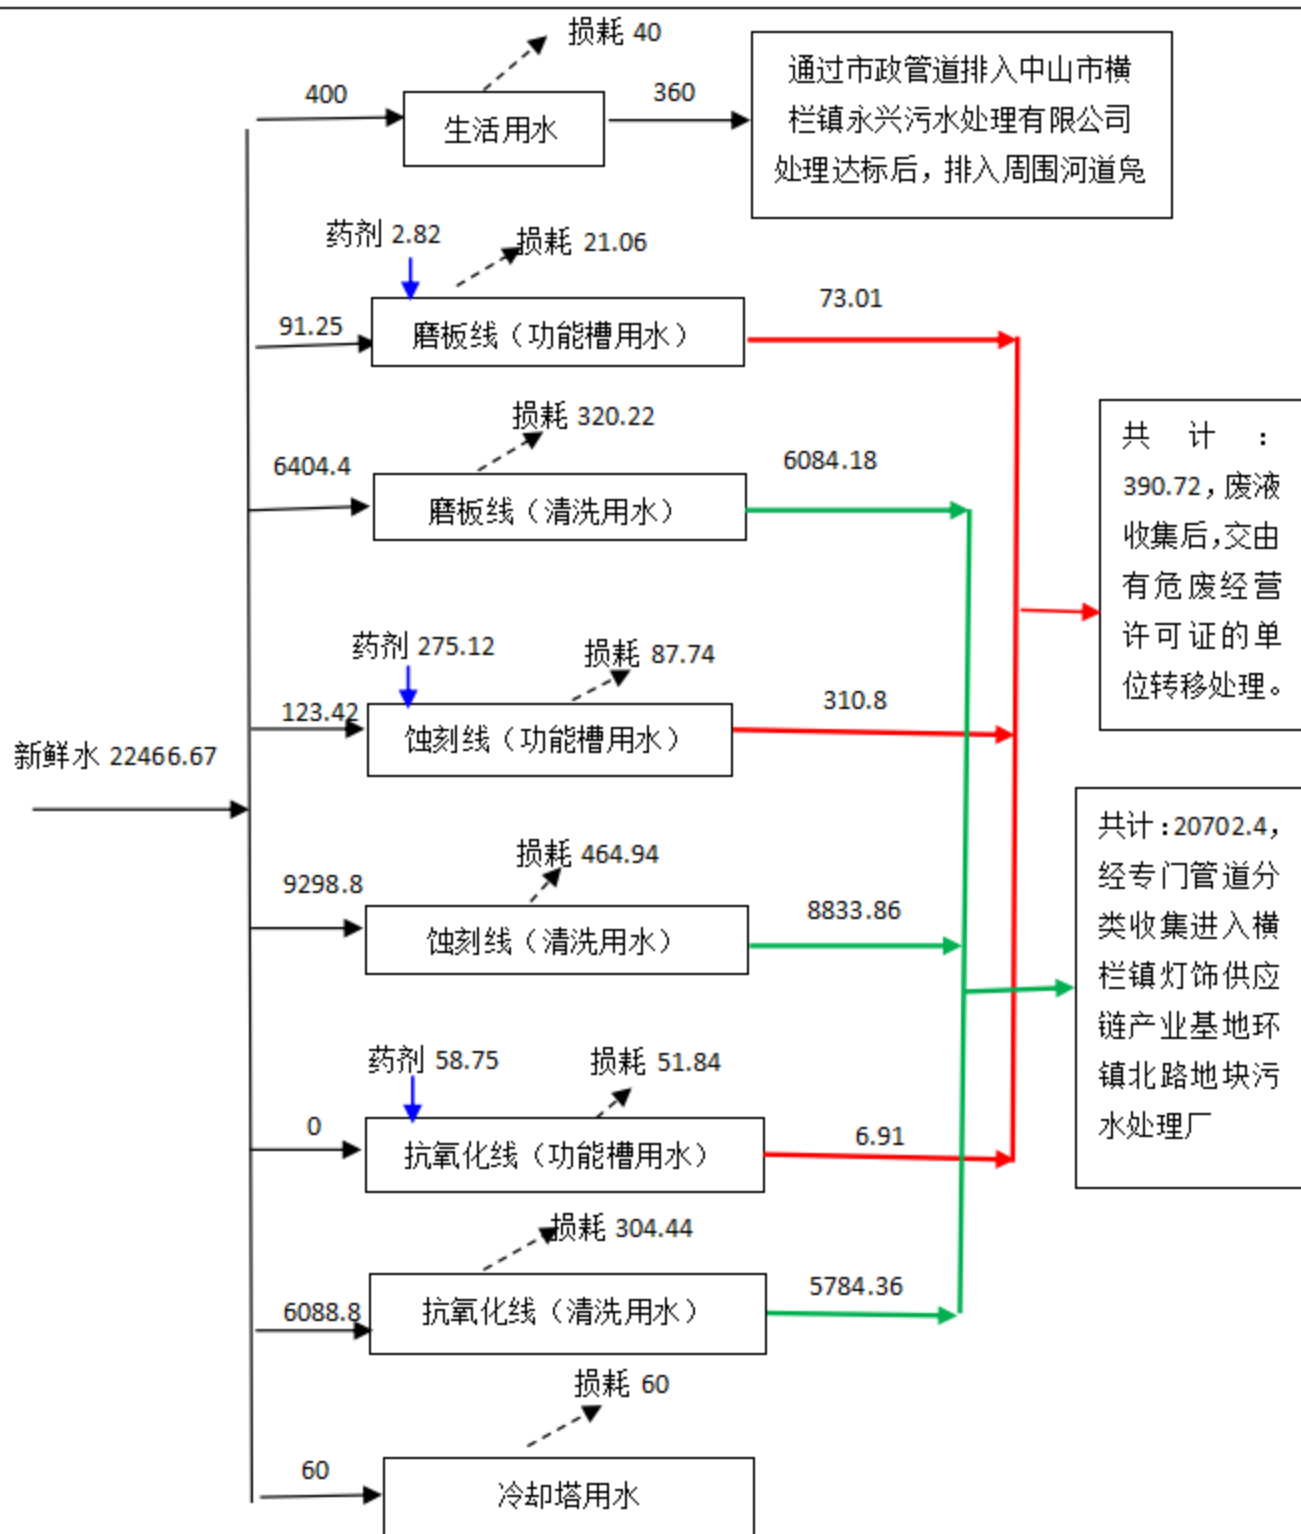 损耗 40
400
生活用水
360
通过市政管道排入中山市横
栏镇永兴污水处理有限公司
处理达标后，排入周围河道凫
药剂 2.82
损耗 21.06
91.25
磨板线（功能槽用水）
73.01
损耗 320.22
6404.4
磨板线（清洗用水）
6084.18
共计：
390.72，废液
收集后，交由
有危废经营
许可证的单
位转移处理。
药剂 275.12
损耗 87.74
123.42
蚀刻线（功能槽用水）
310.8
新鲜水 22466.67
损耗 464.94
9298.8
蚀刻线（清洗用水）
8833.86
共计：20702.4，
经专门管道分
类收集进入横
栏镇灯饰供应
链产业基地环
镇北路地块污
水处理厂
药剂 58.75
损耗 51.84
0
抗氧化线（功能槽用水）
6.91
损耗 304.44
6088.8
抗氧化线（清洗用水）
5784.36
损耗 60
60
冷却塔用水